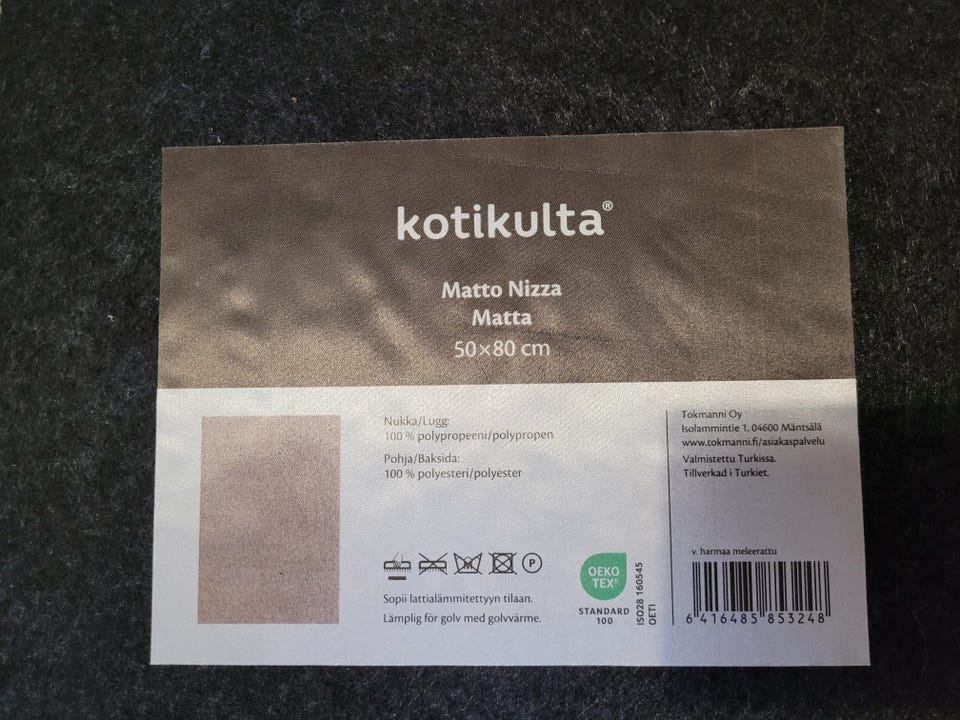 kotikulta®
Matto Nizza
Matta
50×80 cm
Nukka/Lugg:
100 % polypropeeni/polypropen
Pohja/Baksida:
100 % polyesteri/polyester
P
Sopii lattialämmitettyyn tilaan.
Lämplig för golv med golvvärme.
OEKO
TEX®
STANDARD
100
ISO28 160545
OETI
Tokmanni Oy
Isolammintie 1, 04600 Mäntsälä
www.tokmanni.fi/asiakaspalvelu
Valmistettu Turkissa.
Tillverkad i Turkiet.
v. harmaa meleerattu
6 416485 853248